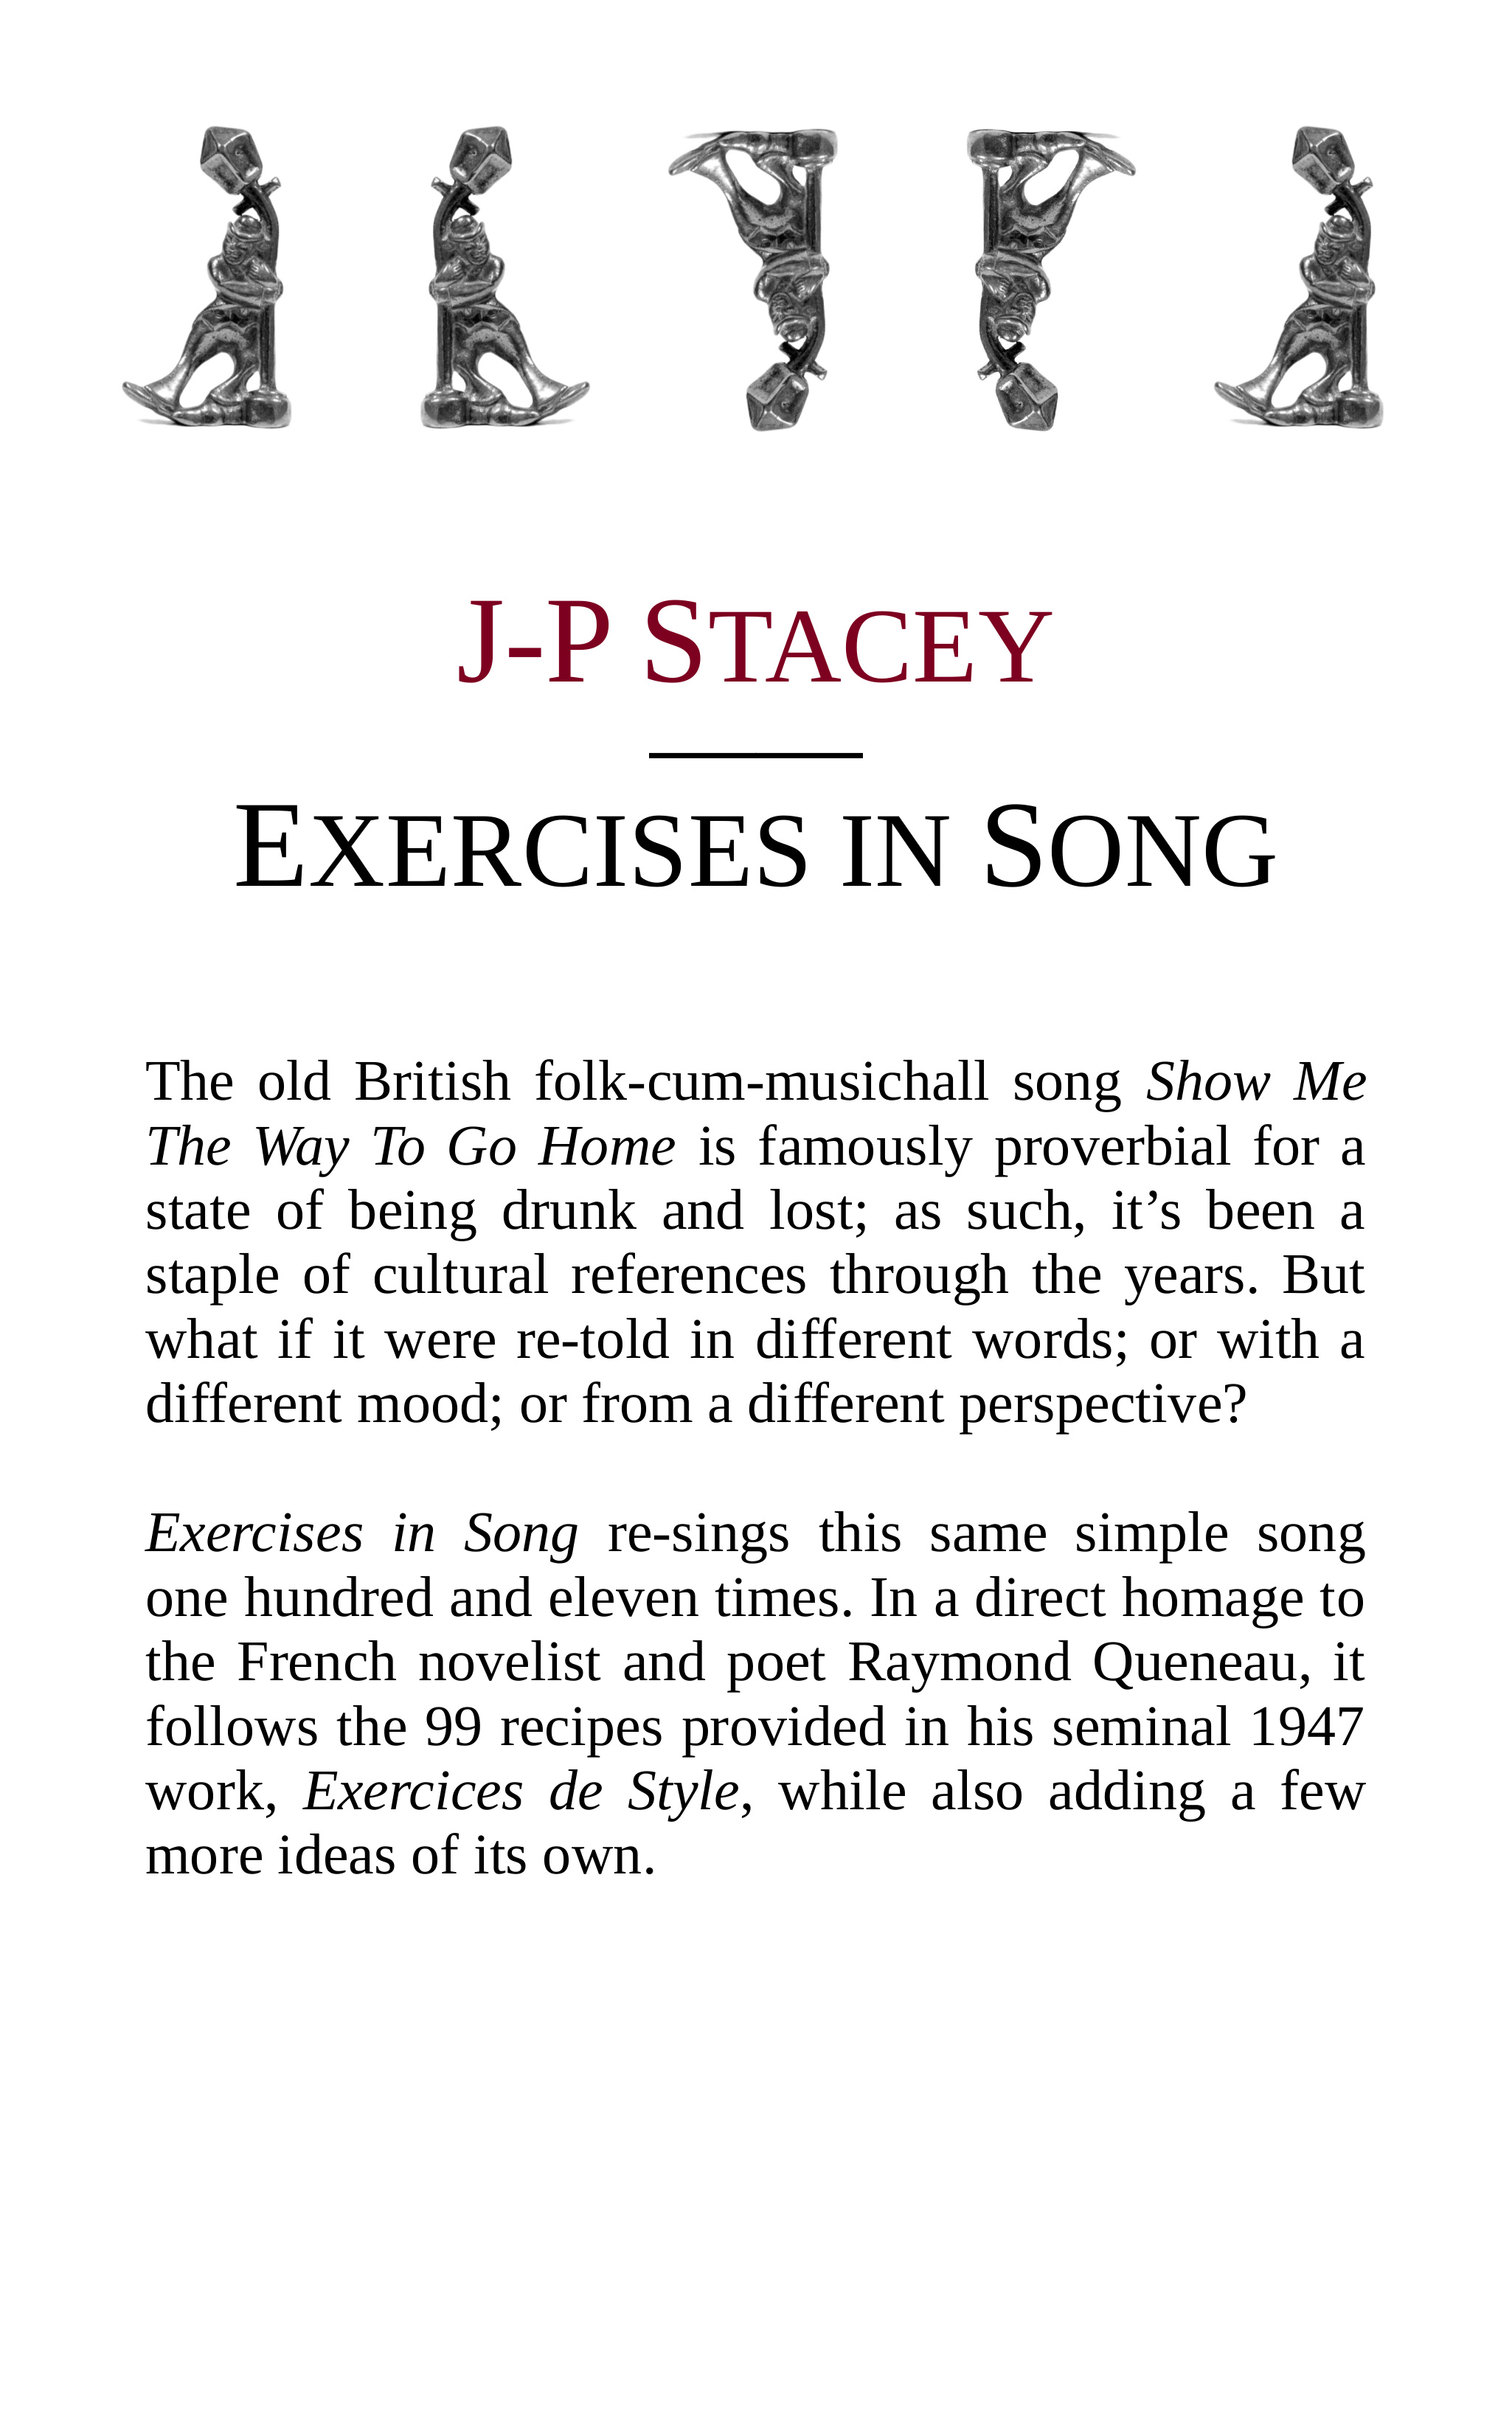 J-P STACEY
EXERCISES IN SONG
The old British folk-cum-musichall song Show Me
The Way To Go Home is famously proverbial for a
state of being drunk and lost; as such, it’s been a
staple of cultural references through the years. But
what if it were re-told in different words; or with a
different mood; or from a different perspective?
Exercises in Song re-sings this same simple song
one hundred and eleven times. In a direct homage to
the French novelist and poet Raymond Queneau, it
follows the 99 recipes provided in his seminal 1947
work, Exercices de Style, while also adding a few
more ideas of its own.